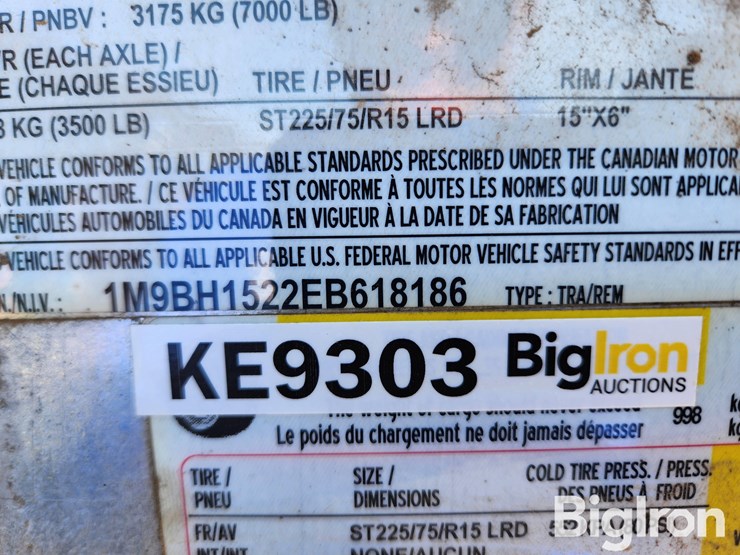 R / PNBV : 3175 KG (7000 LB)
R (EACH AXLE) /
E (CHAQUE ESSIEU) TIRE / PNEU RIM / JANTE
KG (3500 LB) ST225/75/R15 LRD 15"X6"
VEHICLE CONFORMS TO ALL APPLICABLE STANDARDS PRESCRIBED UNDER THE CANADIAN MOTOR
OF MANUFACTURE. / CE VÉHICULE EST CONFORME À TOUTES LES NORMES QUI LUI SONT
VÉHICULES AUTOMOBILES DU CANADA EN VIGUEUR À LA DATE DE SA FABRICATION
VEHICLE CONFORMS TO ALL APPLICABLE U.S. FEDERAL MOTOR VEHICLE SAFETY STANDARDS IN EFF
N./N.I.V.: 1M9BH1522EB618186 TYPE : TRA/REM
KE9303 BigIron
AUCTIONS
998 kg
Le poids du chargement ne doit jamais dépasser
TIRE / SIZE / COLD TIRE PRESS. / PRESS.
PNEU DIMENSIONS DES PNEUS À FROID
FR/AV ST225/75/R15 LRD
BigIron
AUCTIONS